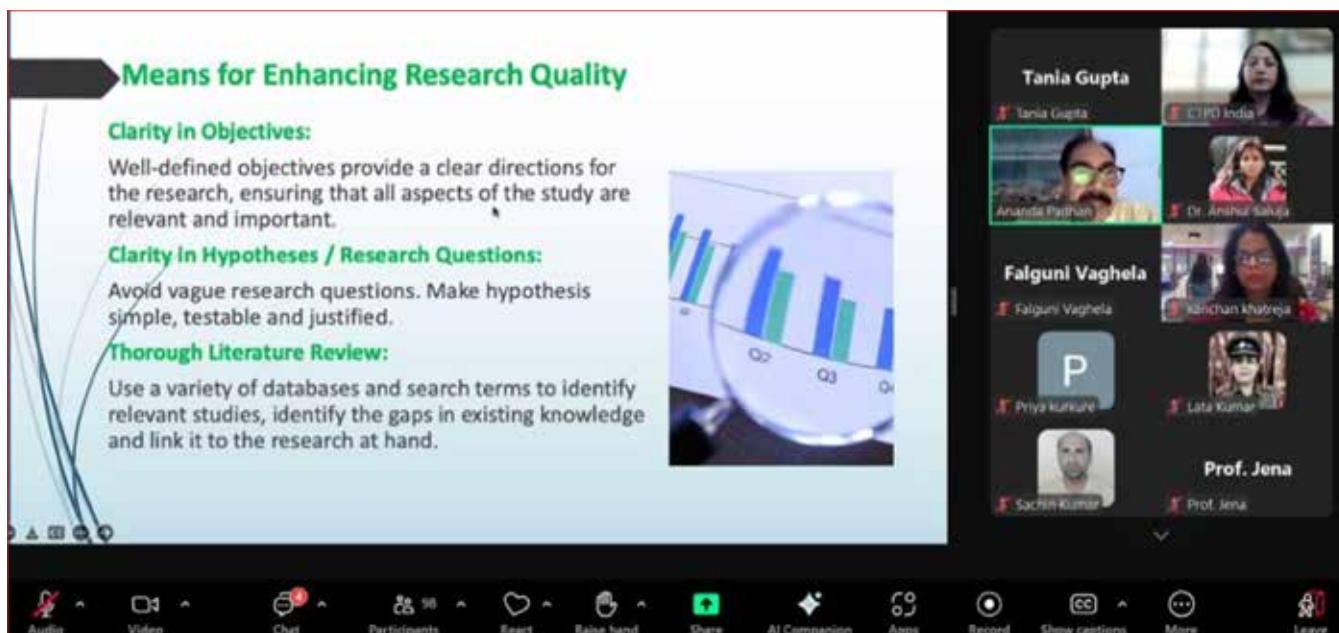 Means for Enhancing Research Quality
Clarity in Objectives:
Well-defined objectives provide a clear directions for
the research, ensuring that all aspects of the study are
relevant and important.
Clarity in Hypotheses / Research Questions:
Avoid vague research questions. Make hypothesis
simple, testable and justified.
Thorough Literature Review:
Use a variety of databases and search terms to identify
relevant studies, identify the gaps in existing knowledge
and link it to the research at hand.
Q2
Q3
Tania Gupta
Tania Gupta
CTPD India
Ananda Padhan
Dr. Anshul Saluja
Falguni Vaghela
Falguni Vaghela
Kanchan khatreja
P
Priya kurkure
Lata Kumar
Sachin Kumar
Prof. Jena
Prof. Jena
4
98
CC
Audio
Video
Chat
Participants
React
Raise hand
Share
AI Companion
Apps
Record
Show captions
More
Leave